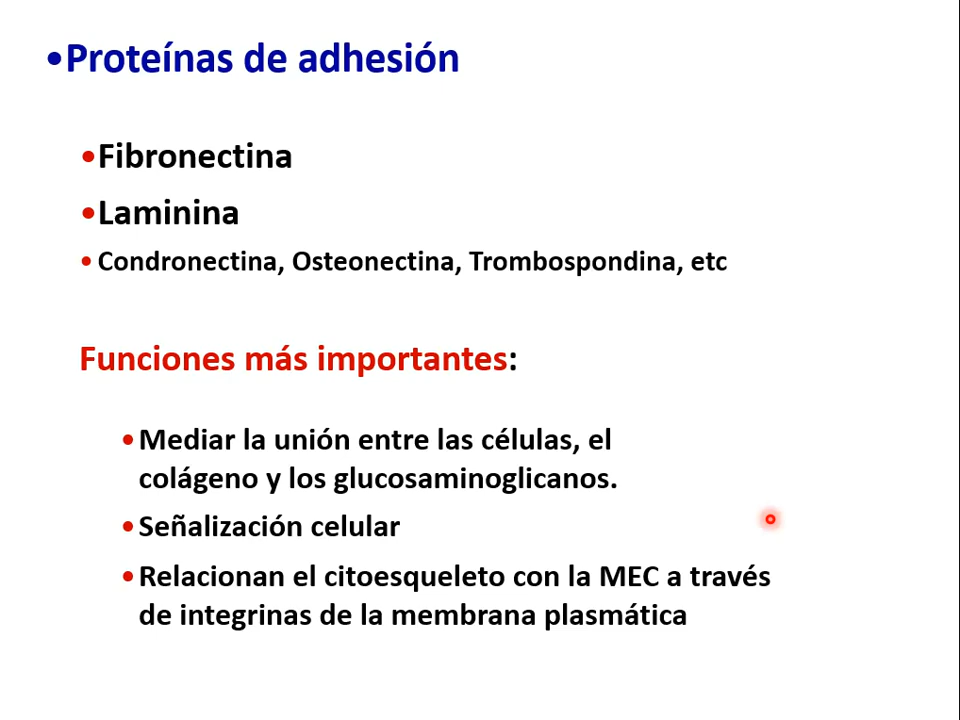 •Proteínas de adhesión
•Fibronectina
•Laminina
• Condronectina, Osteonectina, Trombospondina, etc
Funciones más importantes:
•Mediar la unión entre las células, el
colágeno y los glucosaminoglicanos.
•Señalización celular
•Relacionan el citoesqueleto con la MEC a través
de integrinas de la membrana plasmática